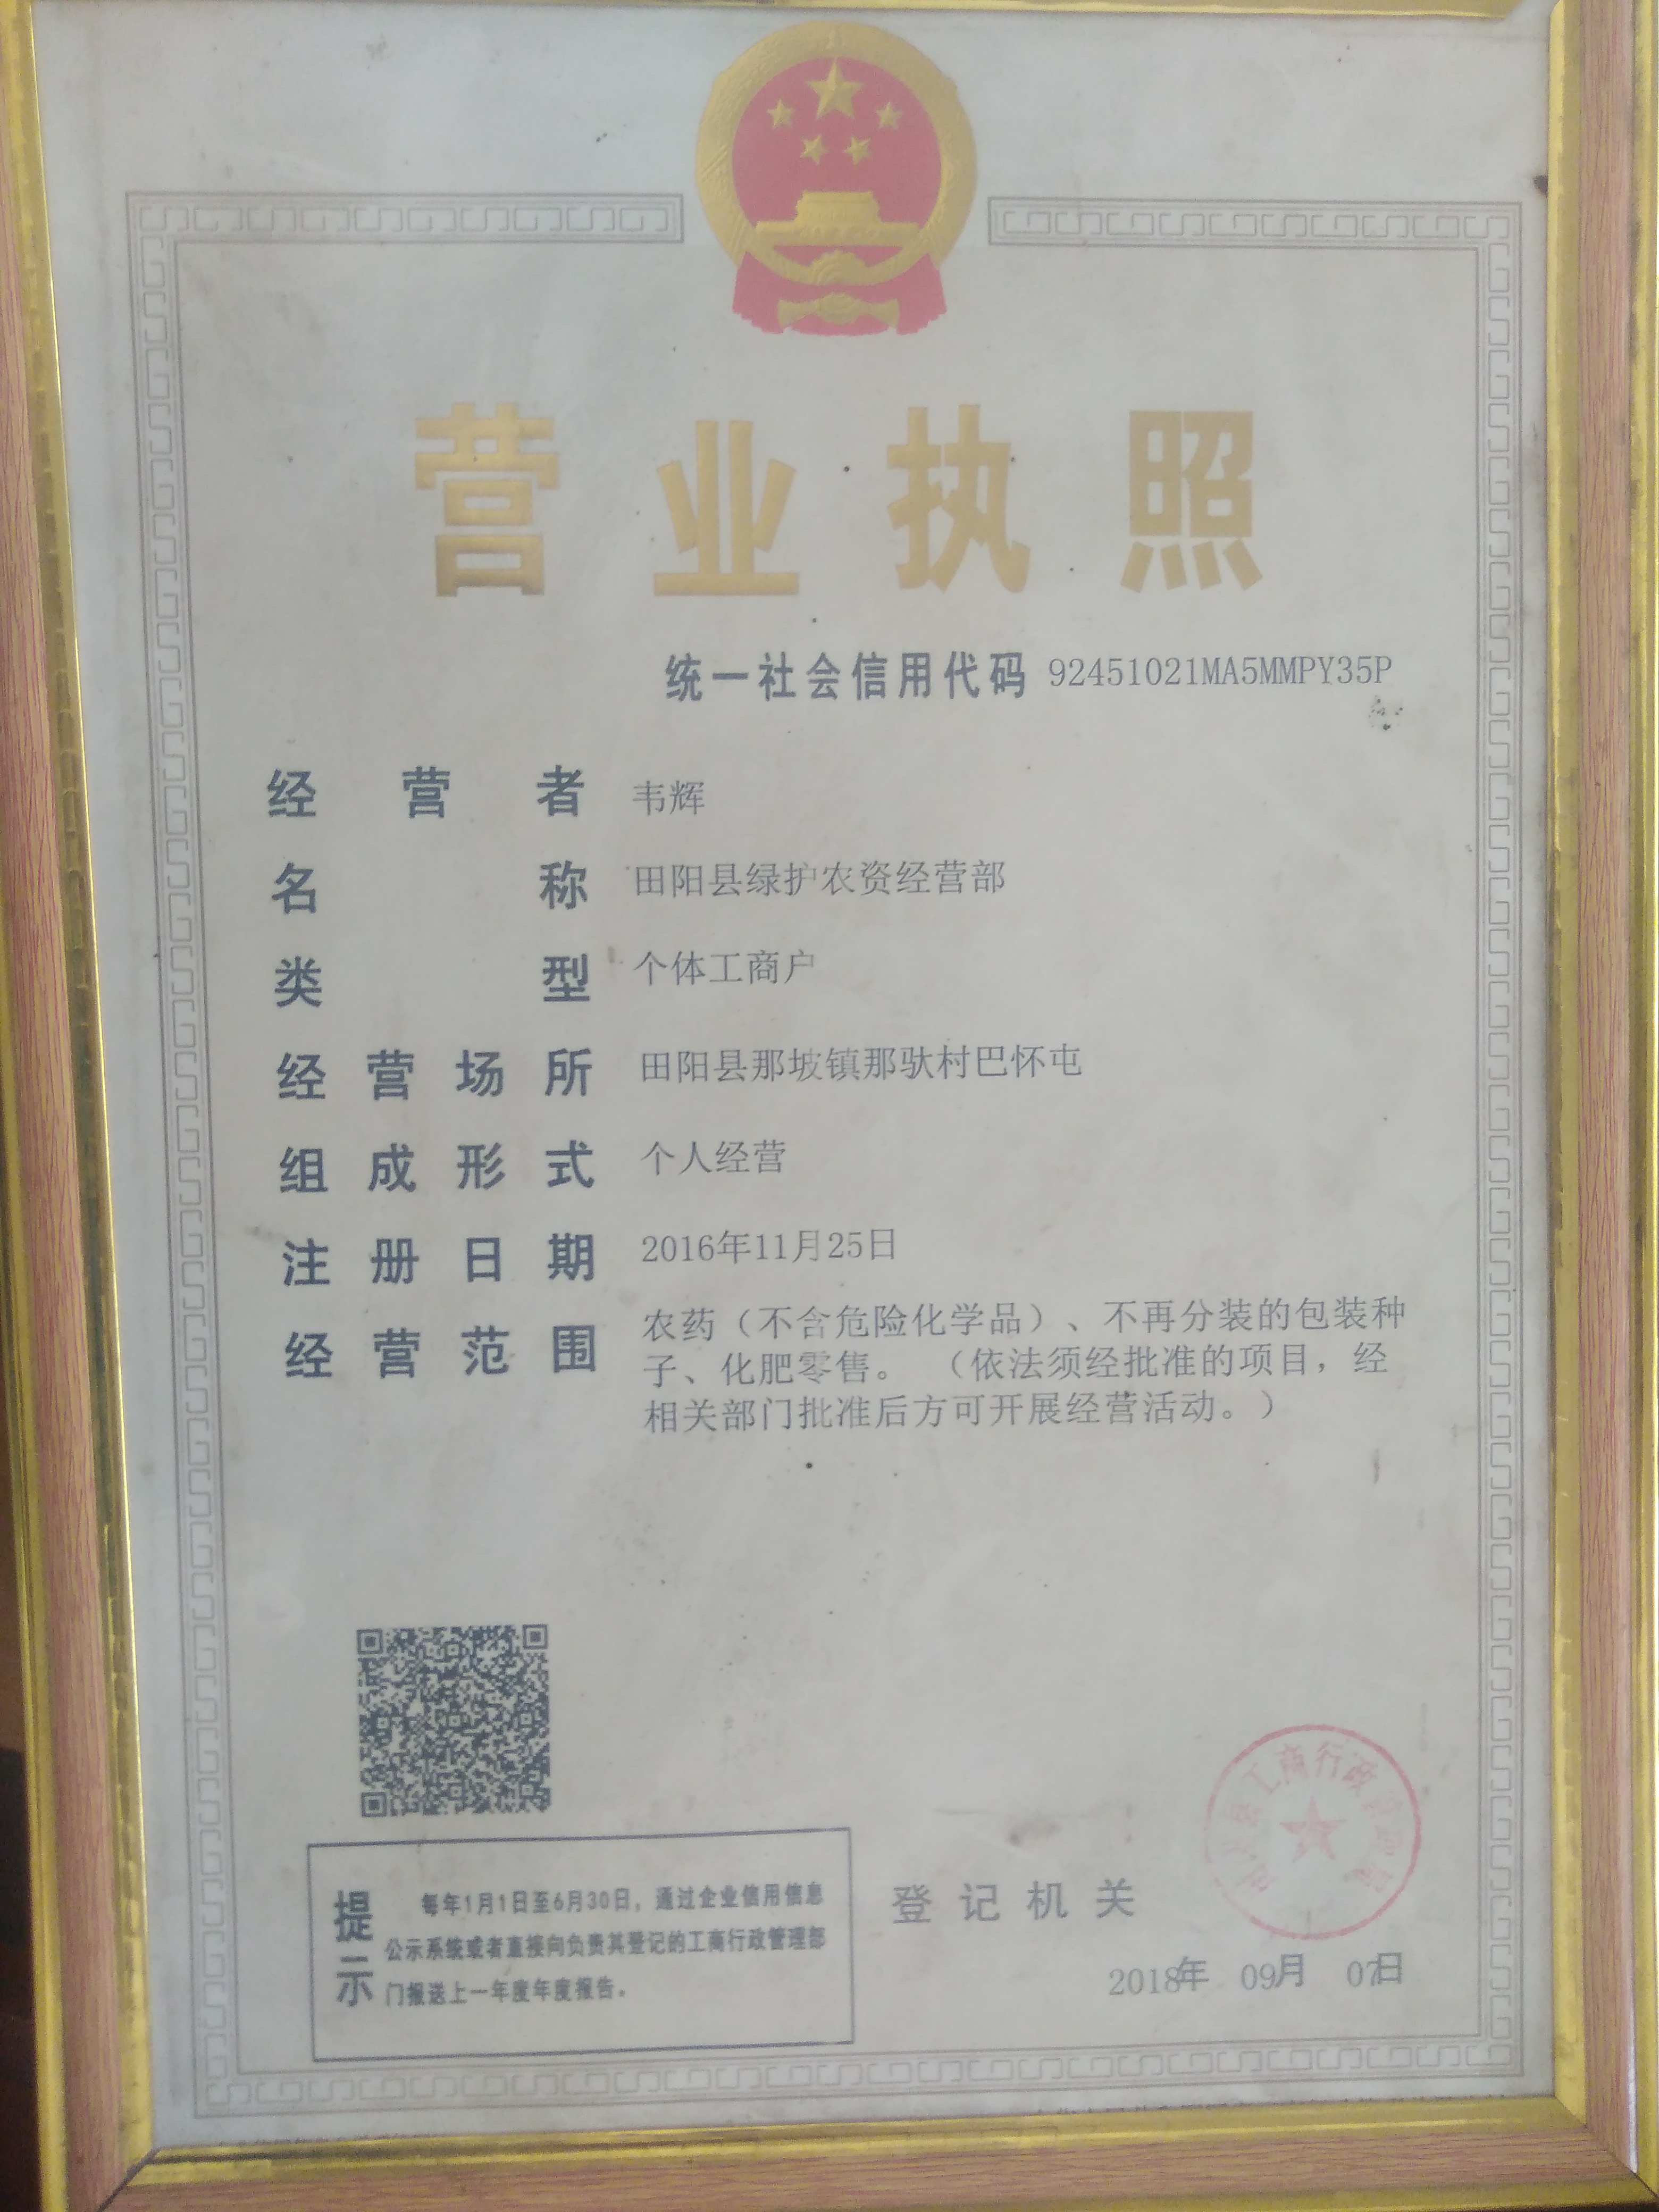 营业执照
统一社会信用代码 92451021MA5MMPY35P
经营者 韦辉
名称 田阳县绿护农资经营部
类型 个体工商户
经营场所 田阳县那坡镇那驮村巴怀屯
组成形式 个人经营
注册日期 2016年11月25日
经营范围 农药（不含危险化学品）、不再分装的包装种
子、化肥零售。 （依法须经批准的项目，经
相关部门批准后方可开展经营活动。）
提示 每年1月1日至6月30日，通过企业信用信息
公示系统或者直接向负责其登记的工商行政管理部
门报送上一年度年度报告。
县工商行政管理局
登记机关
2018年 09月 07日